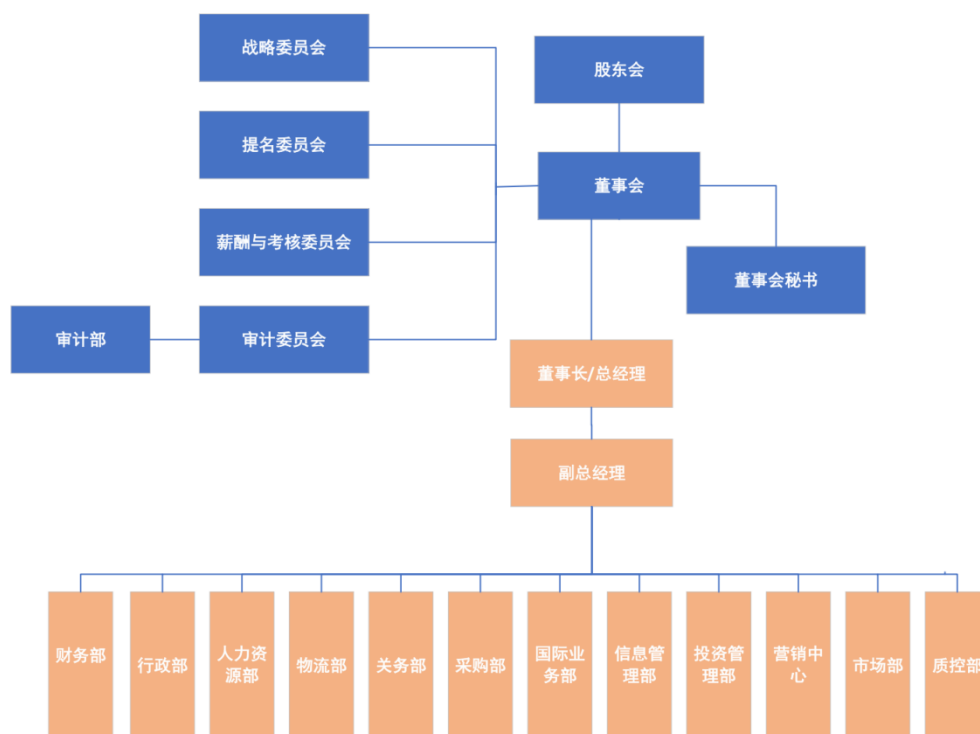 战略委员会
股东会
提名委员会
董事会
薪酬与考核委员会
董事会秘书
审计部
审计委员会
董事长/总经理
副总经理
财务部
行政部
人力资
源部
物流部
关务部
采购部
国际业
务部
信息管
理部
投资管
理部
营销中
心
市场部
质控部